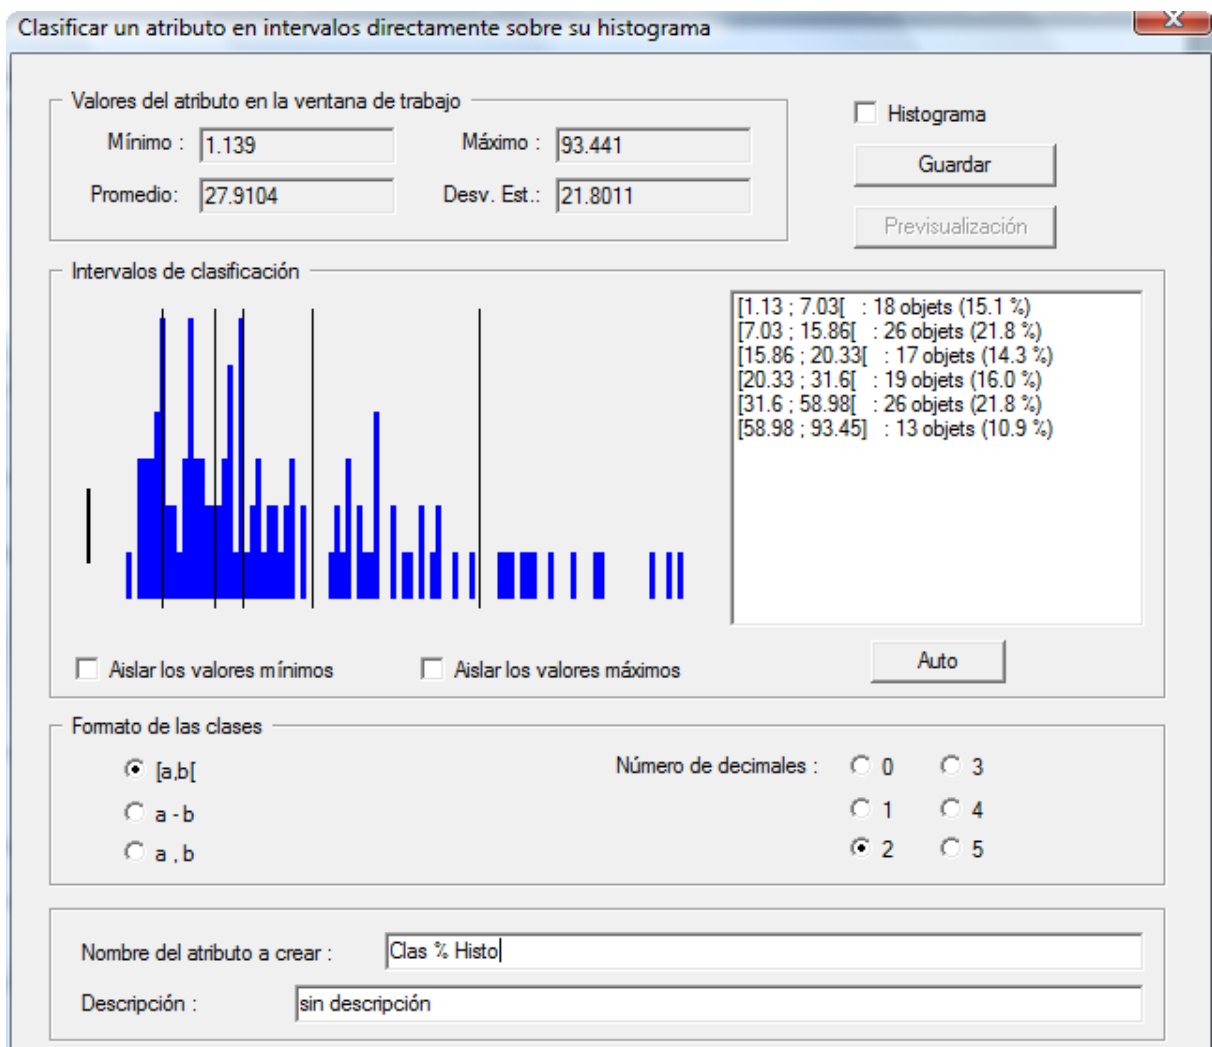 Clasificar un atributo en intervalos directamente sobre su histograma
X
Valores del atributo en la ventana de trabajo
Mínimo : 1.139 Máximo : 93.441
Promedio: 27.9104 Desv. Est.: 21.8011
Histograma
Guardar
Previsualización
Intervalos de clasificación
[1.13 ; 7.03[ : 18 objets (15.1 %)
[7.03 ; 15.86[ : 26 objets (21.8 %)
[15.86 ; 20.33[ : 17 objets (14.3 %)
[20.33 ; 31.6[ : 19 objets (16.0 %)
[31.6 ; 58.98[ : 26 objets (21.8 %)
[58.98 ; 93.45] : 13 objets (10.9 %)
Aislar los valores mínimos Aislar los valores máximos Auto
Formato de las clases
[a,b[
a - b
a , b
Número de decimales : 0 3
1 4
2 5
Nombre del atributo a crear : Clas % Histo
Descripción : sin descripción